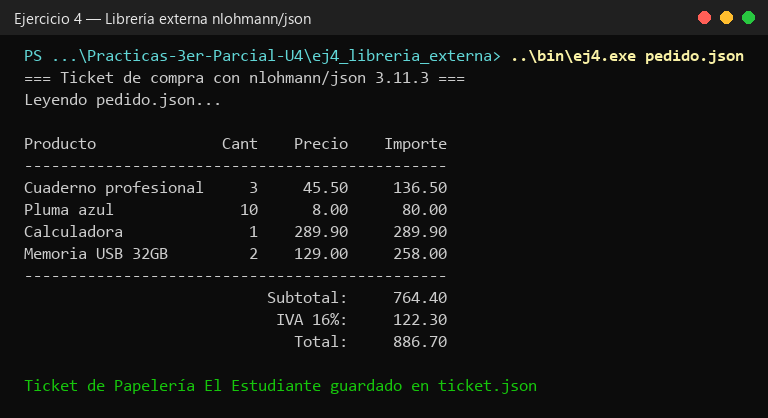 Ejercicio 4 — Librería externa nlohmann/json
PS ...\Practicas-3er-Parcial-U4\ej4_libreria_externa> ..\bin\ej4.exe pedido.json
=== Ticket de compra con nlohmann/json 3.11.3 ===
Leyendo pedido.json...
Producto              Cant    Precio    Importe
-----------------------------------------------
Cuaderno profesional     3     45.50     136.50
Pluma azul              10      8.00      80.00
Calculadora              1    289.90     289.90
Memoria USB 32GB         2    129.00     258.00
-----------------------------------------------
Subtotal:     764.40
IVA 16%:     122.30
Total:     886.70
Ticket de Papelería El Estudiante guardado en ticket.json